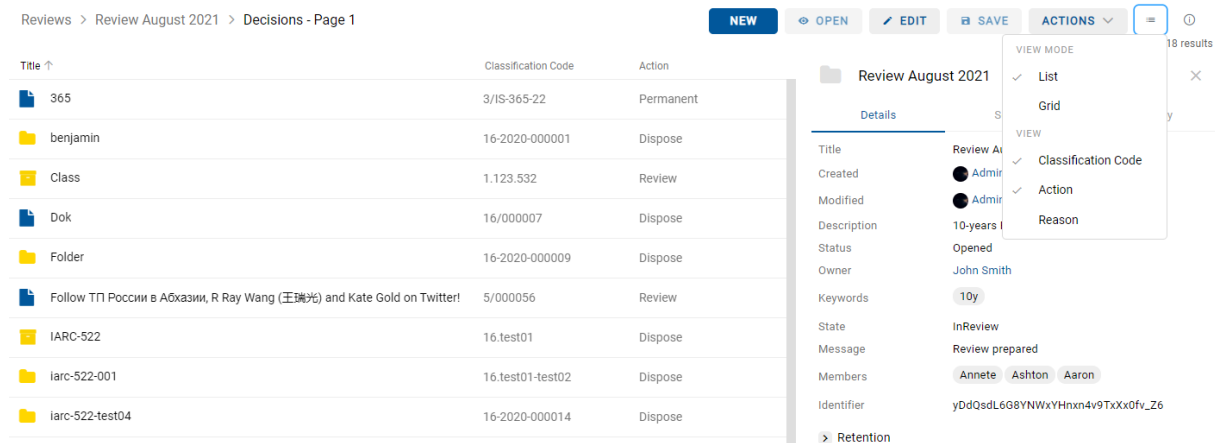 Reviews > Review August 2021 > Decisions - Page 1
NEW
OPEN
EDIT
SAVE
ACTIONS
18 results
VIEW MODE
List
Grid
VIEW
Classification Code
Action
Reason
Title
Classification Code
Action
365
3/IS-365-22
Permanent
benjamin
16-2020-000001
Dispose
Class
1.123.532
Review
Dok
16/000007
Dispose
Folder
16-2020-000009
Dispose
Follow ТП России в Абхазии, R Ray Wang (王瑞光) and Kate Gold on Twitter!
5/000056
Review
IARC-522
16.test01
Dispose
iarc-522-001
16.test01-test02
Dispose
iarc-522-test04
16-2020-000014
Dispose
Review August 2021
Details
S
y
Title
Review Au
Created
Admin
Modified
Admin
Description
10-years
Status
Opened
Owner
John Smith
Keywords
10y
State
InReview
Message
Review prepared
Members
Annete Ashton Aaron
Identifier
yDdQsdL6G8YNWxYHnxn4v9TxXx0fv_Z6
Retention